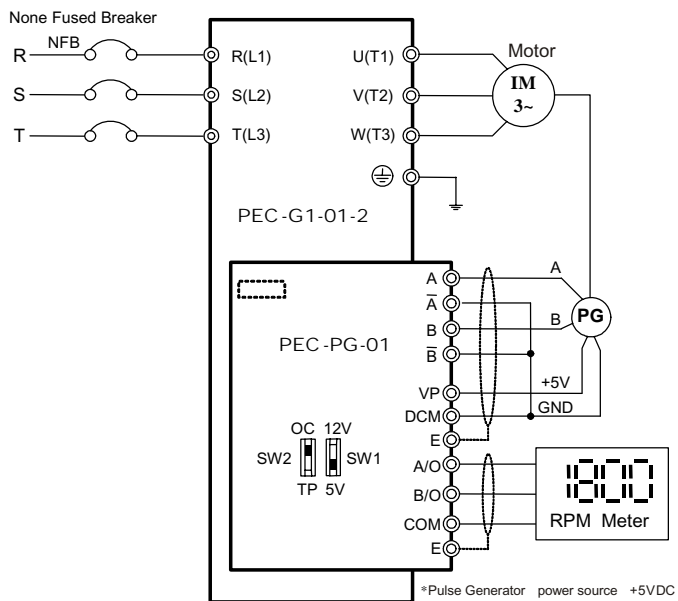 None Fused Breaker
NFB
R
S
T
R(L1)
S(L2)
T(L3)
U(T1)
V(T2)
W(T3)
Motor
IM
3~
PEC-G1-01-2
PEC-PG-01
OC 12V
SW2 SW1
TP 5V
A
A̅
B
B̅
VP
DCM
E
A/O
B/O
COM
E
A
B
PG
+5V
GND
1800
RPM Meter
*Pulse Generator power source +5VDC